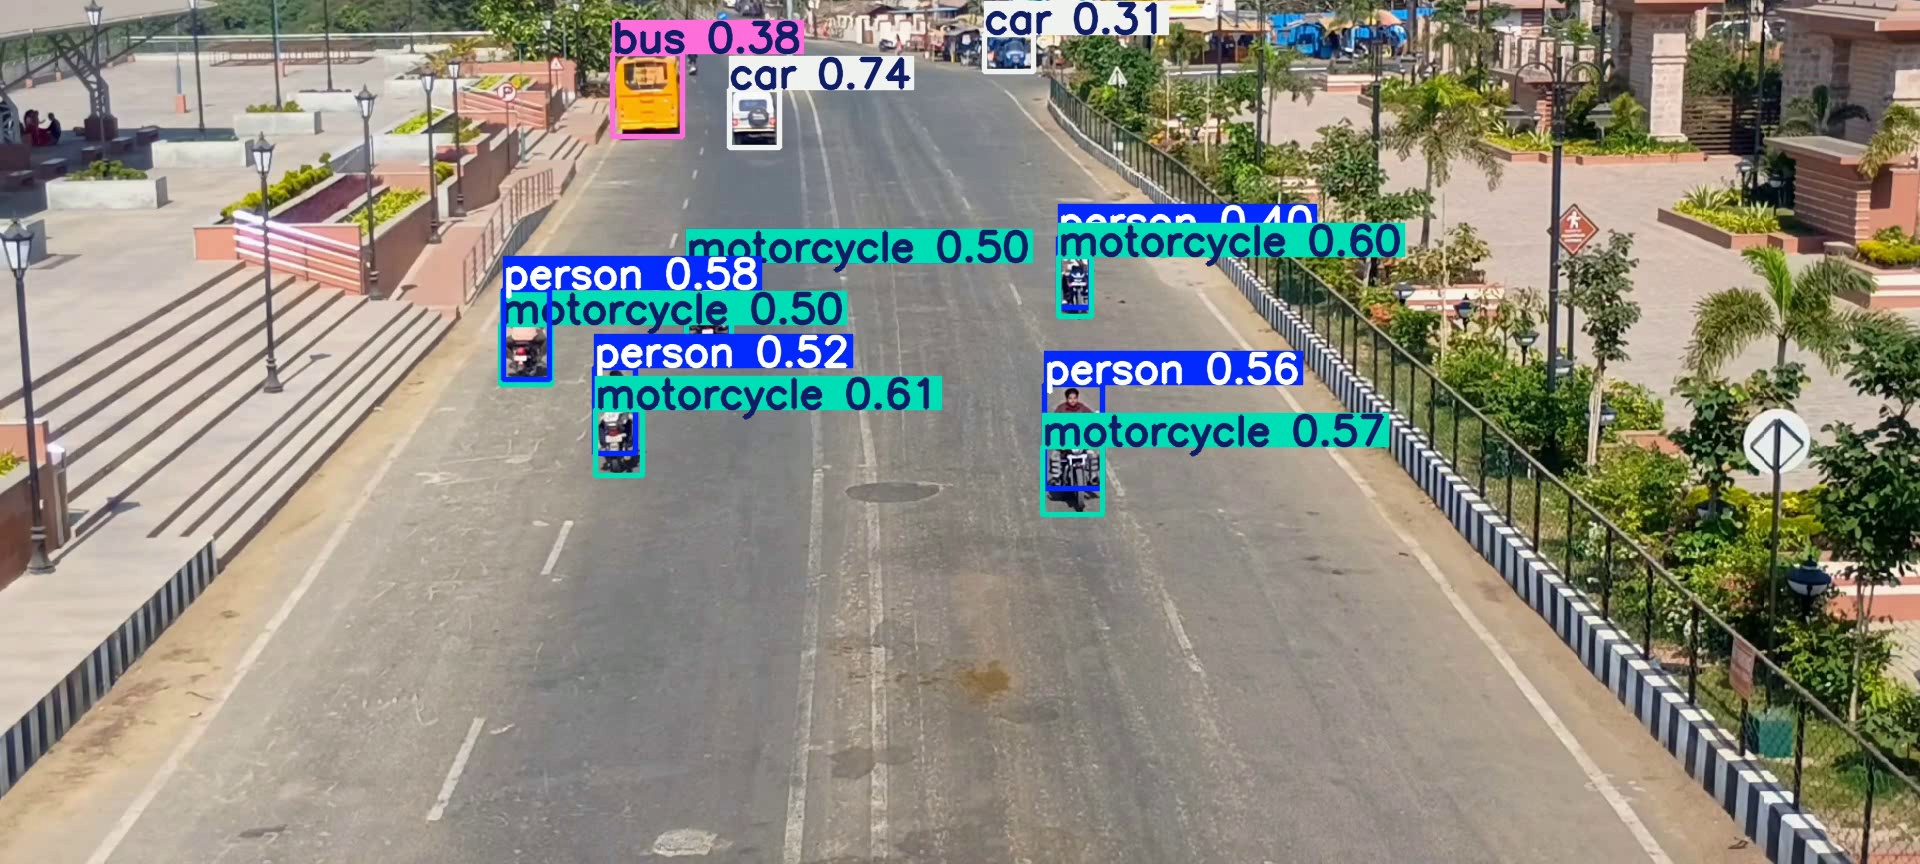 car 0.31
bus 0.38
car 0.74
person 0.40
motorcycle 0.60
motorcycle 0.50
person 0.58
motorcycle 0.50
person 0.52
person 0.56
motorcycle 0.61
motorcycle 0.57
P